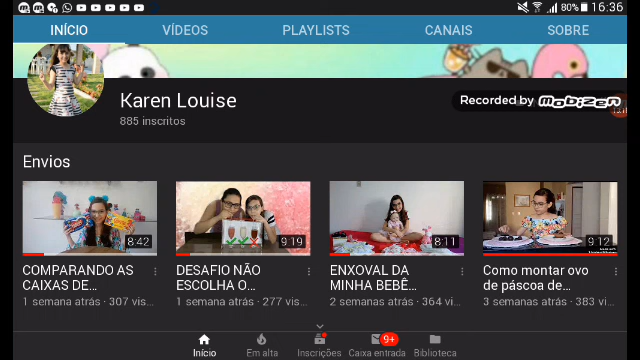 80% 16:36
INÍCIO VÍDEOS PLAYLISTS CANAIS SOBRE
Karen Louise
885 inscritos
Recorded by MOBIZEN
Envios
8:42 9:19 8:11 9:12
COMPARANDO AS CAIXAS DE...
1 semana atrás · 307 vis...
DESAFIO NÃO ESCOLHA O...
1 semana atrás · 277 vis...
ENXOVAL DA MINHA BEBÊ...
2 semanas atrás · 364 vi...
Como montar ovo de páscoa de...
3 semanas atrás · 383 vi...
9+
Início Em alta Inscrições Caixa entrada Biblioteca